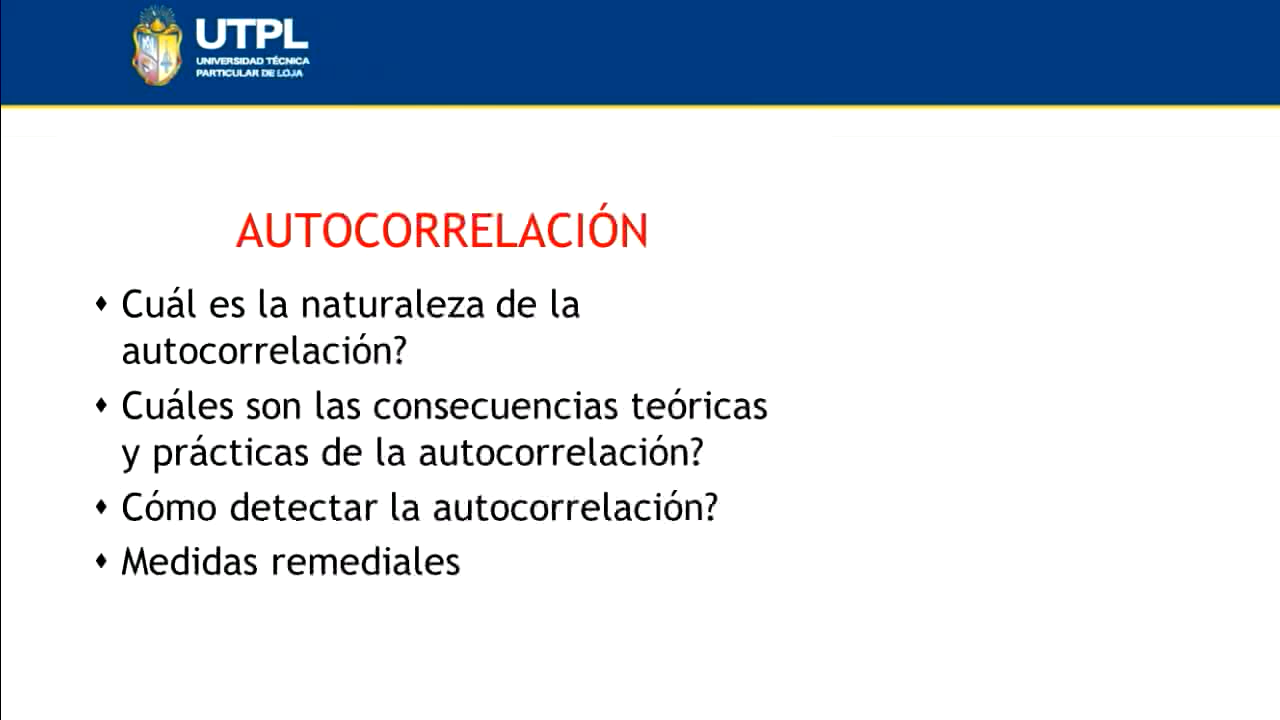 UTPL
UNIVERSIDAD TÉCNICA
PARTICULAR DE LOJA
AUTOCORRELACIÓN
Cuál es la naturaleza de la
autocorrelación?
Cuáles son las consecuencias teóricas
y prácticas de la autocorrelación?
Cómo detectar la autocorrelación?
Medidas remediales